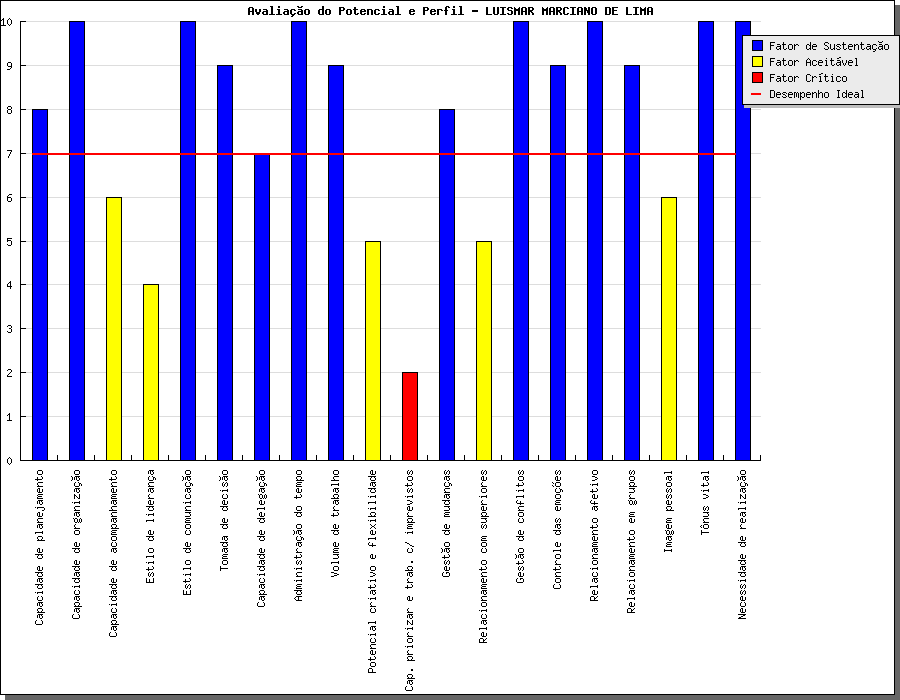 Avaliação do Potencial e Perfil - LUISMAR MARCIANO DE LIMA
Fator de Sustentação
Fator Aceitável
Fator Crítico
Desempenho Ideal
10
9
8
7
6
5
4
3
2
1
0
Capacidade de planejamento
Capacidade de organização
Capacidade de acompanhamento
Estilo de liderança
Estilo de comunicação
Tomada de decisão
Capacidade de delegação
Administração do tempo
Volume de trabalho
Potencial criativo e flexibilidade
Cap. priorizar e trab. c/ imprevistos
Gestão de mudanças
Relacionamento com superiores
Gestão de conflitos
Controle das emoções
Relacionamento afetivo
Relacionamento em grupos
Imagem pessoal
Tônus vital
Necessidade de realização